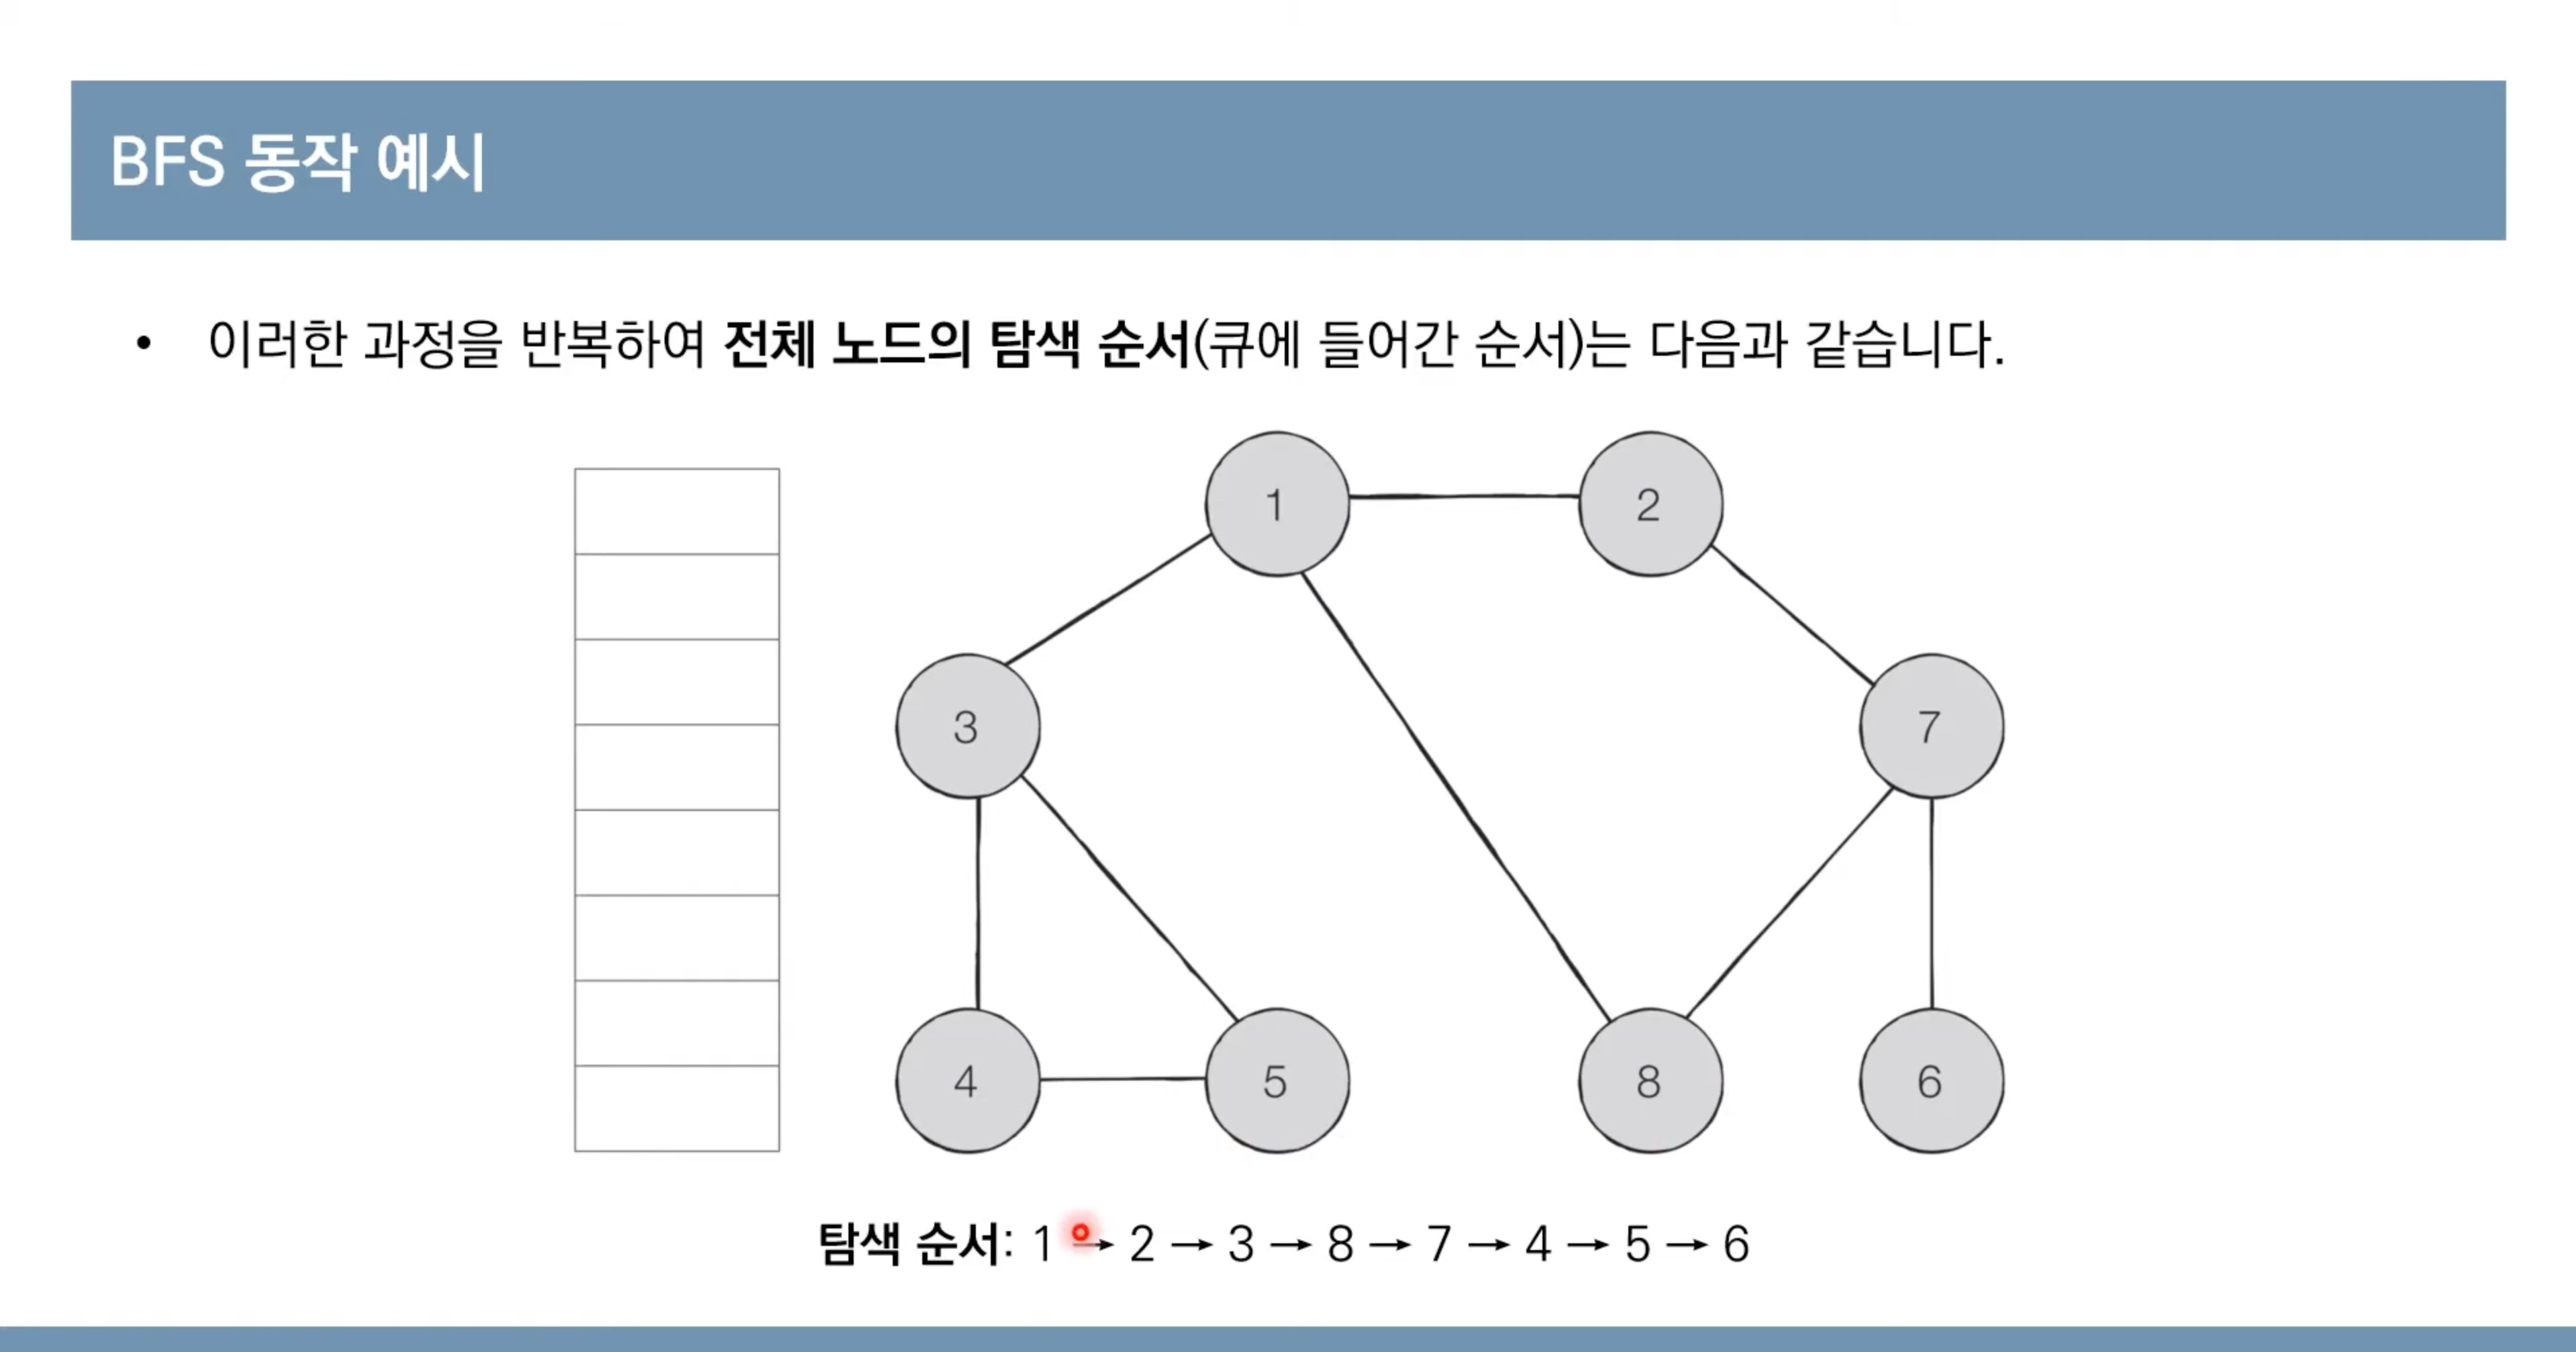 BFS 동작 예시
• 이러한 과정을 반복하여 전체 노드의 탐색 순서(큐에 들어간 순서)는 다음과 같습니다.
1 2
3 7
4 5 8 6
탐색 순서: 1 → 2 → 3 → 8 → 7 → 4 → 5 → 6